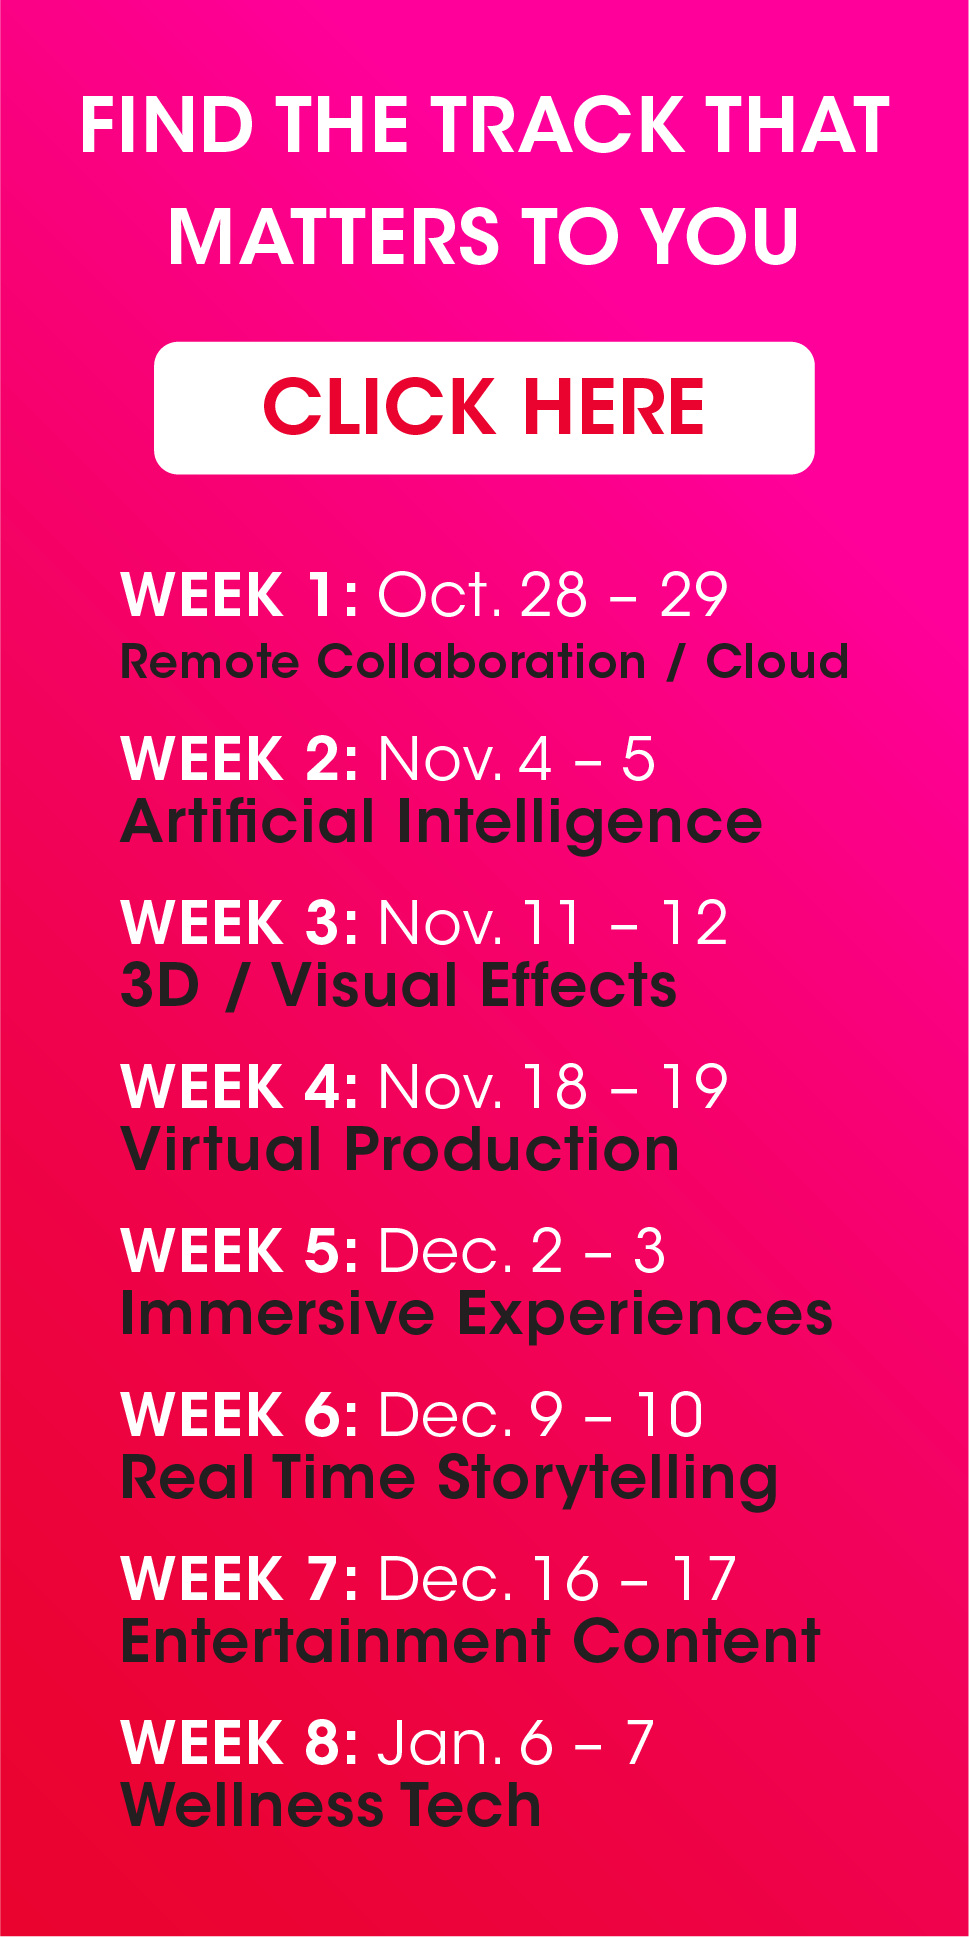 FIND THE TRACK THAT
MATTERS TO YOU
CLICK HERE
WEEK 1: Oct. 28 – 29
Remote Collaboration / Cloud
WEEK 2: Nov. 4 – 5
Artificial Intelligence
WEEK 3: Nov. 11 – 12
3D / Visual Effects
WEEK 4: Nov. 18 – 19
Virtual Production
WEEK 5: Dec. 2 – 3
Immersive Experiences
WEEK 6: Dec. 9 – 10
Real Time Storytelling
WEEK 7: Dec. 16 – 17
Entertainment Content
WEEK 8: Jan. 6 – 7
Wellness Tech